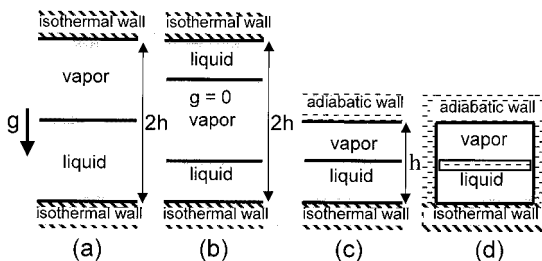 isothermal wall
vapor
g
2h
liquid
isothermal wall
(a)
isothermal wall
liquid
g = 0
vapor
2h
liquid
isothermal wall
(b)
adiabatic wall
vapor
h
liquid
isothermal wall
(c)
adiabatic wall
vapor
liquid
isothermal wall
(d)